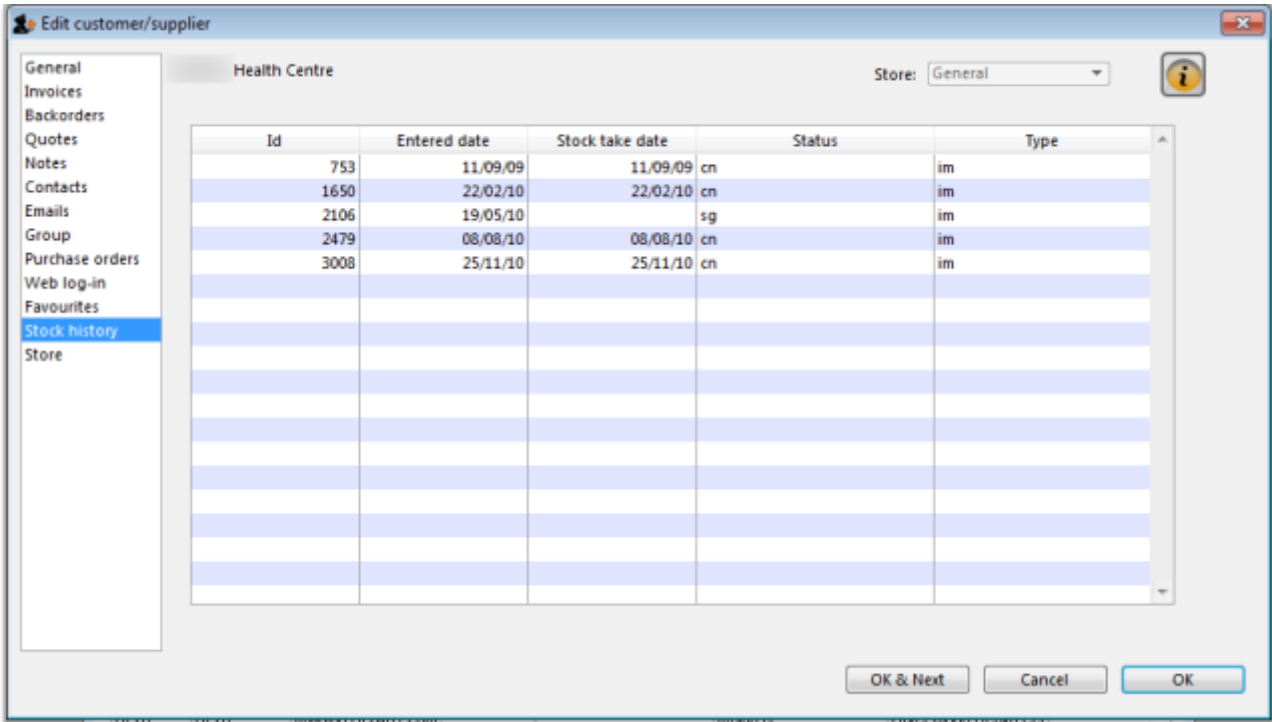 Edit customer/supplier
General
Invoices
Backorders
Quotes
Notes
Contacts
Emails
Group
Purchase orders
Web log-in
Favourites
Stock history
Store
Health Centre
Store: General
Id Entered date Stock take date Status Type
753 11/09/09 11/09/09 cn im
1650 22/02/10 22/02/10 cn im
2106 19/05/10 sg im
2479 08/08/10 08/08/10 cn im
3008 25/11/10 25/11/10 cn im
OK & Next Cancel OK